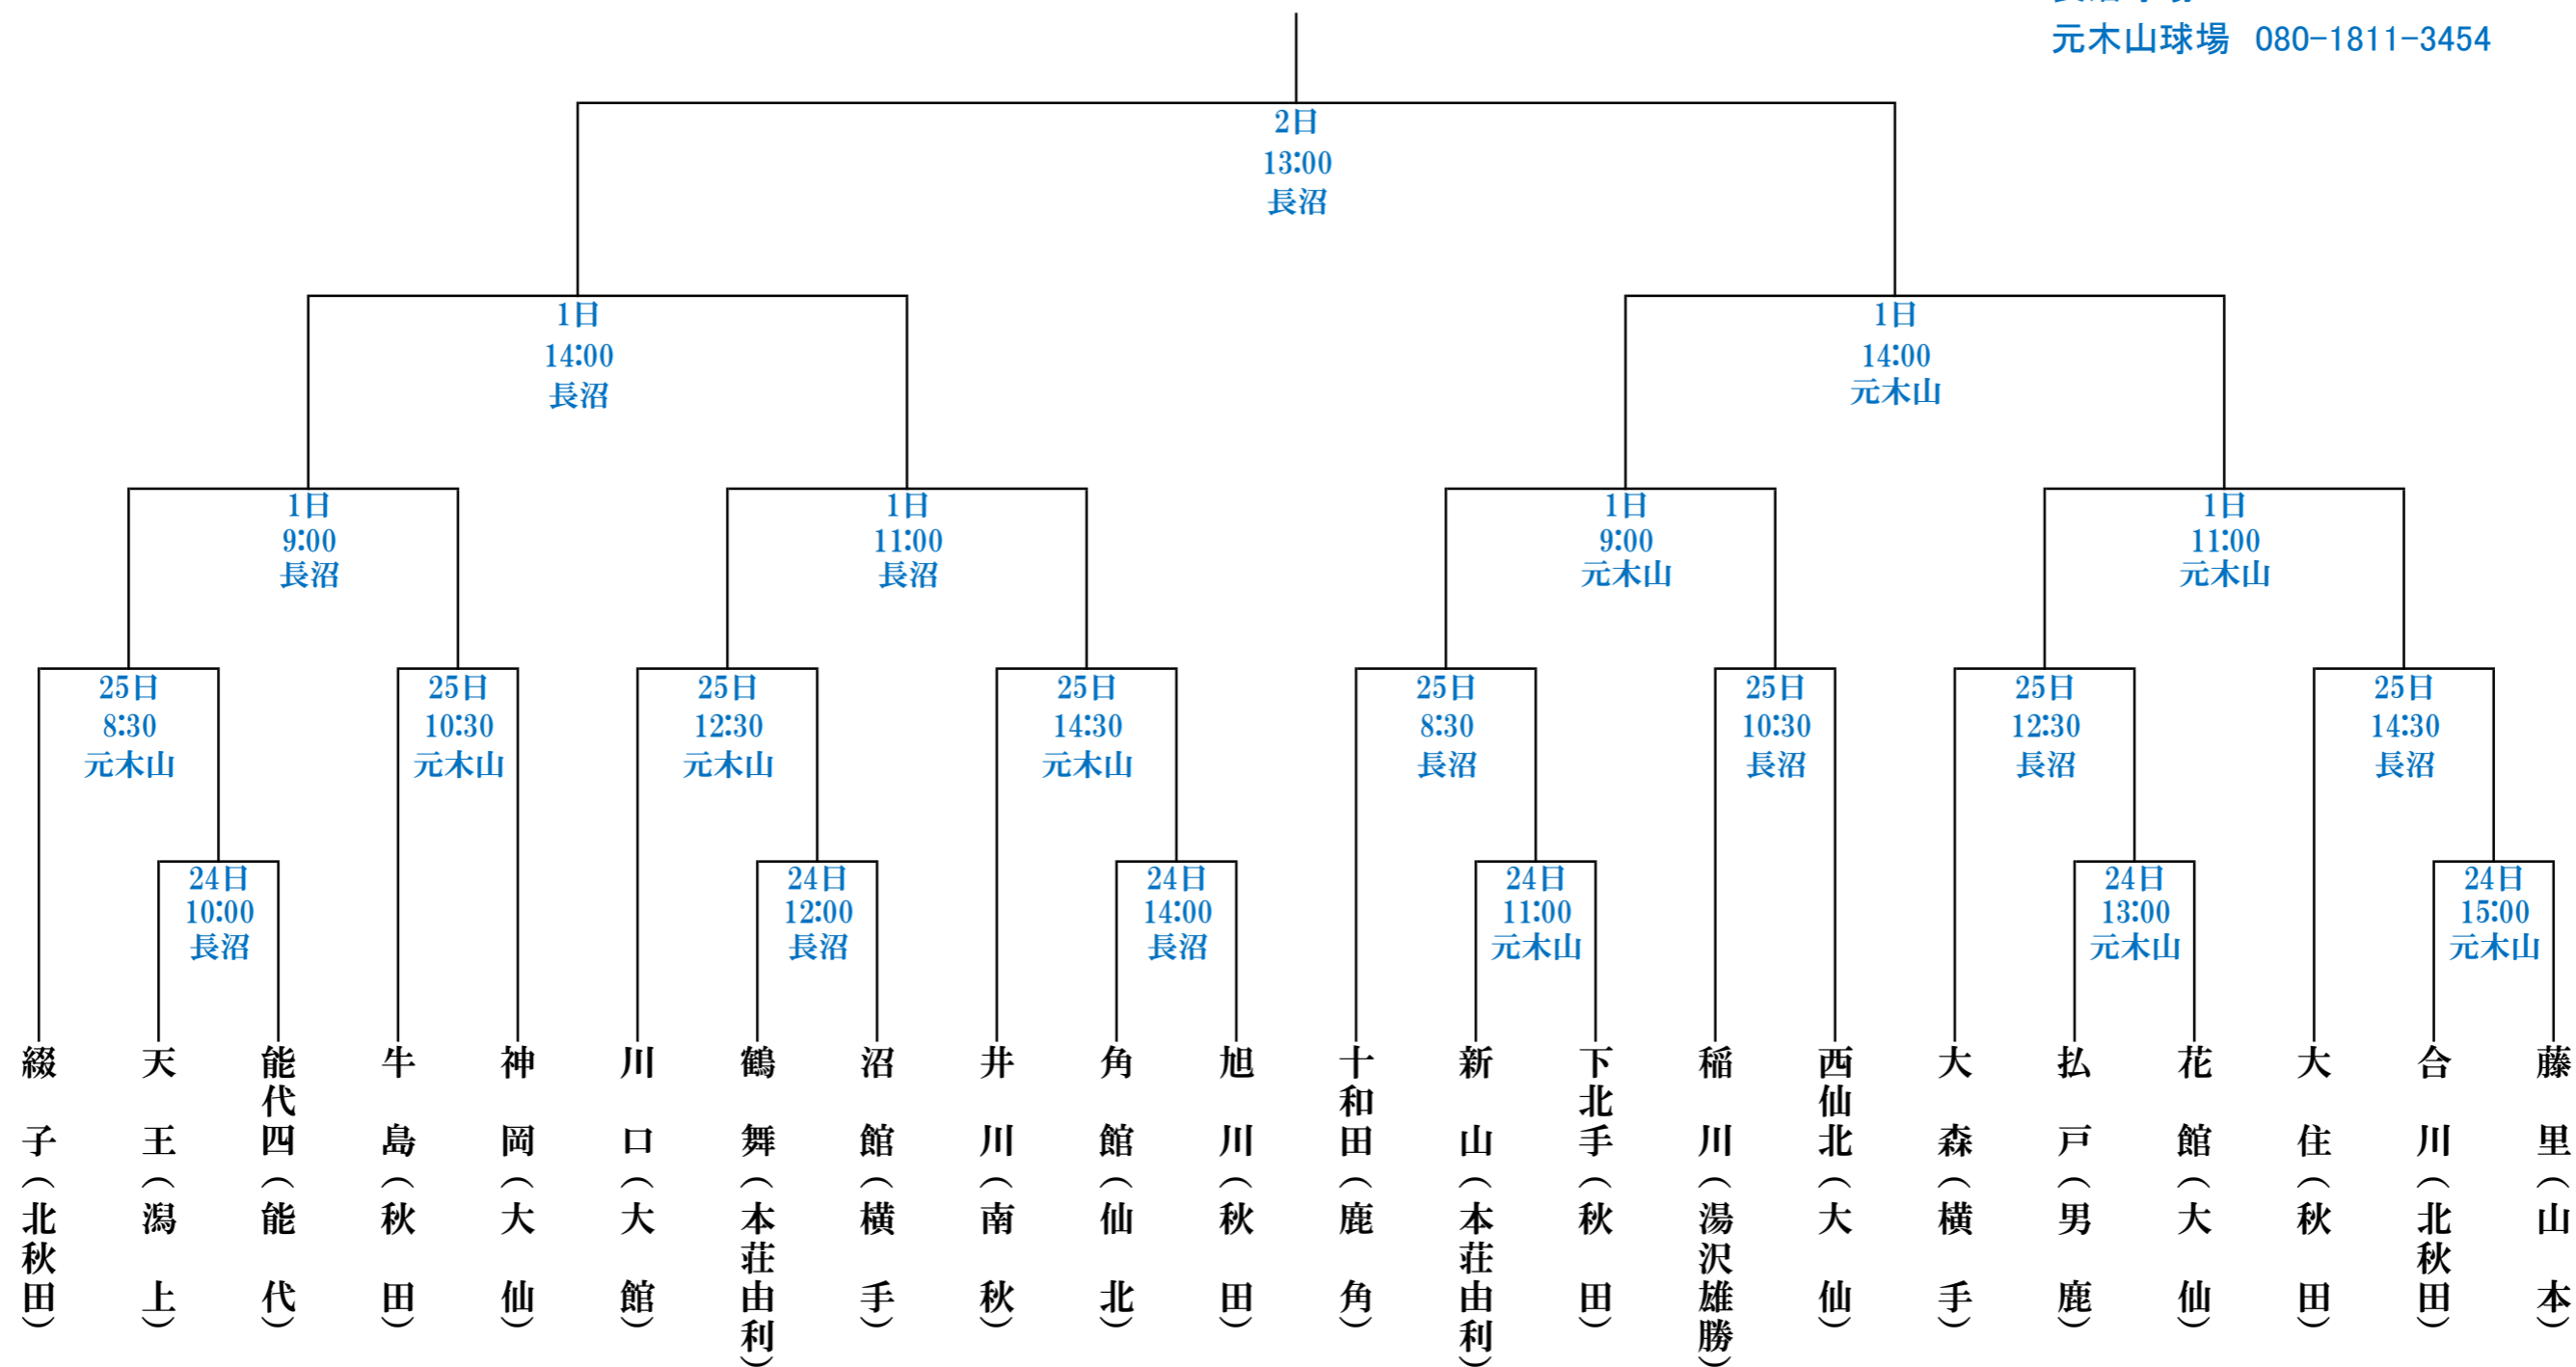 元木山球場 080-1811-3454
2日
13:00
長沼
1日
14:00
長沼
1日
14:00
元木山
1日
9:00
長沼
1日
11:00
長沼
1日
9:00
元木山
1日
11:00
元木山
25日
8:30
元木山
25日
10:30
元木山
25日
12:30
元木山
25日
14:30
元木山
25日
8:30
長沼
25日
10:30
長沼
25日
12:30
長沼
25日
14:30
長沼
24日
10:00
長沼
24日
12:00
長沼
24日
14:00
長沼
24日
11:00
元木山
24日
13:00
元木山
24日
15:00
元木山
綴子(北秋田)
天王(潟上)
能代四(能代)
牛島(秋田)
神岡(大仙)
川口(大館)
鶴舞(本荘由利)
沼館(横手)
井川(南秋)
角館(仙北)
旭川(秋田)
十和田(鹿角)
新山(本荘由利)
下北手(秋田)
稲川(湯沢雄勝)
西仙北(大仙)
大森(横手)
払戸(男鹿)
花館(大仙)
大住(秋田)
合川(北秋田)
藤里(山本)